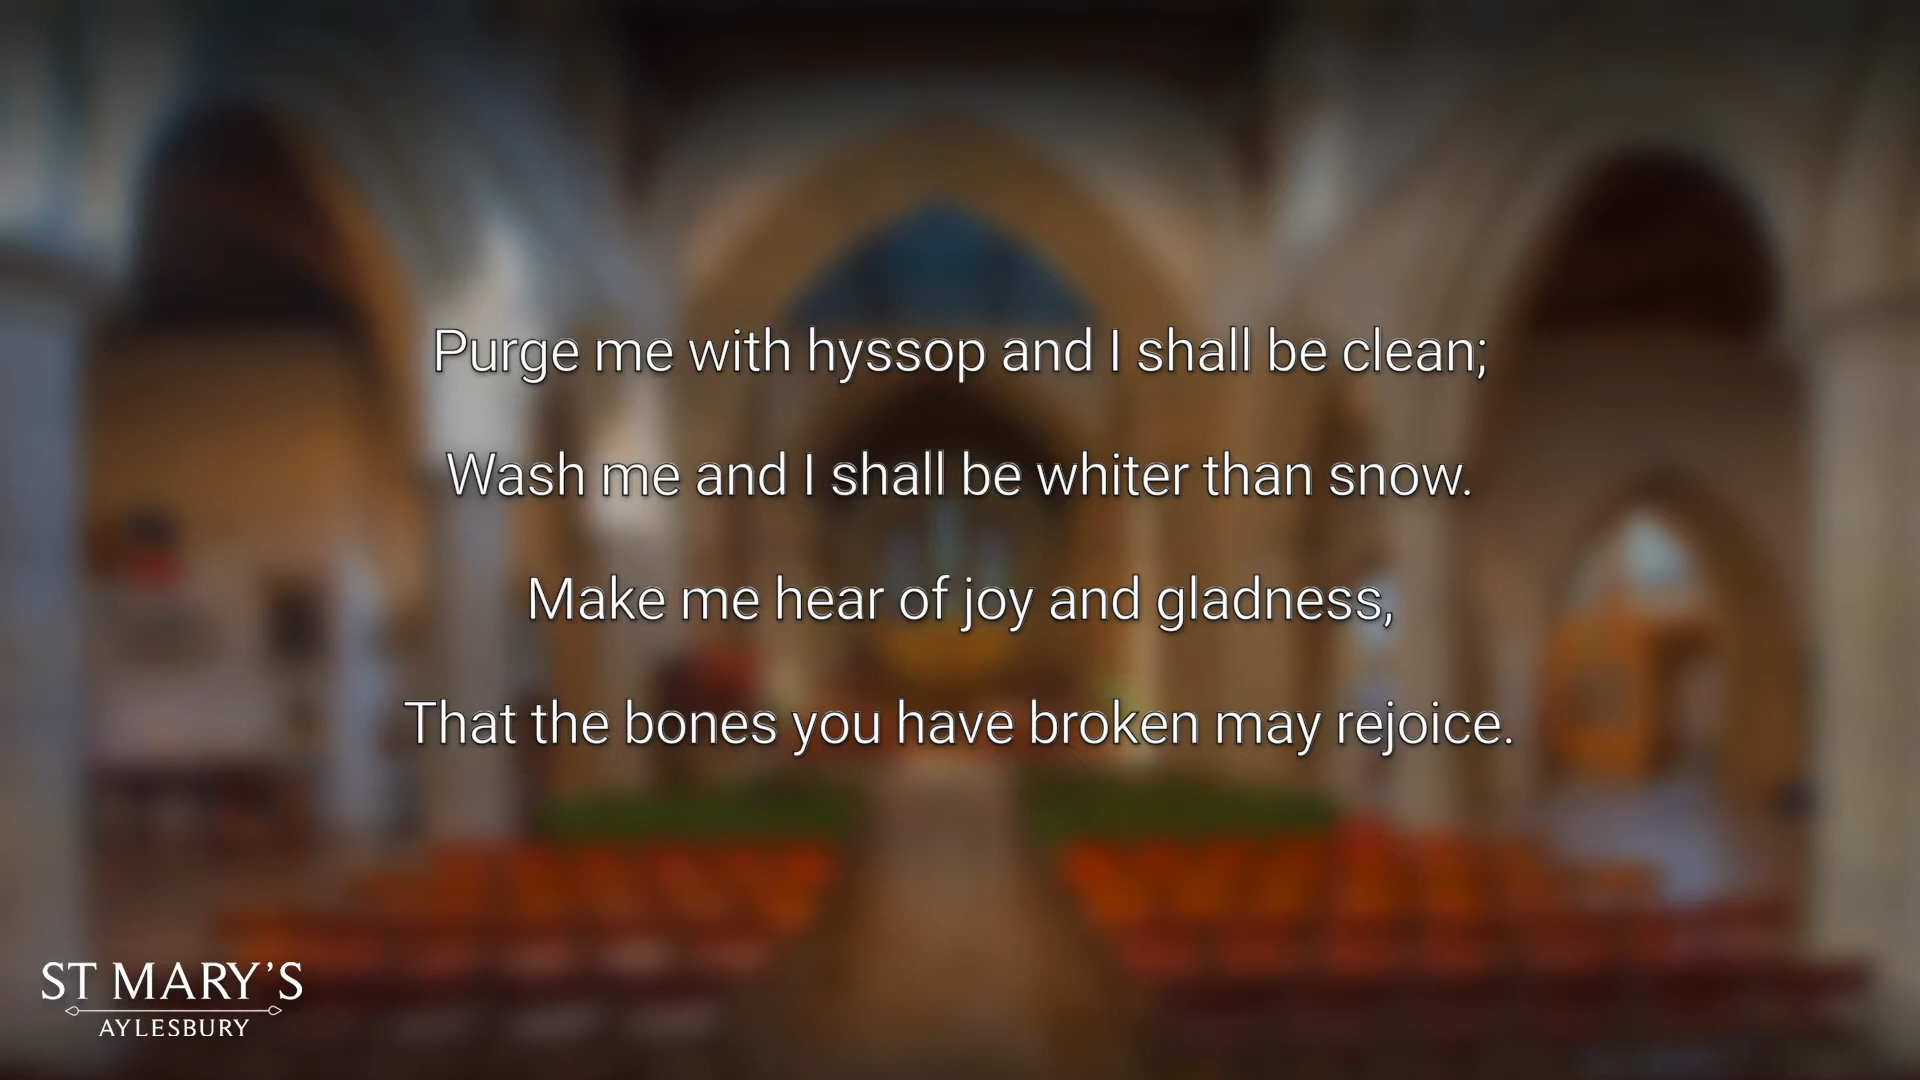 Purge me with hyssop and I shall be clean;
Wash me and I shall be whiter than snow.
Make me hear of joy and gladness,
That the bones you have broken may rejoice.
ST MARY'S
AYLESBURY